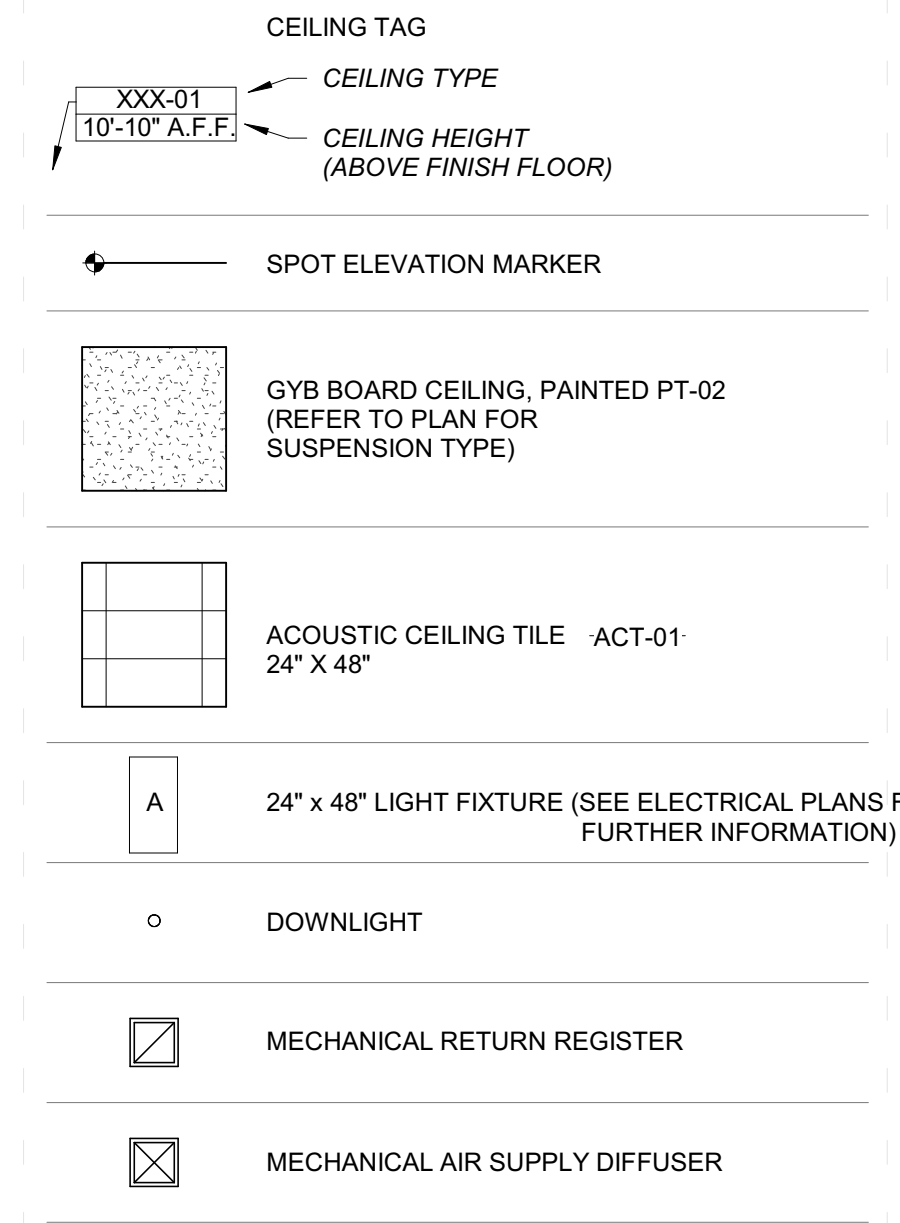 CEILING TAG
XXX-01
10'-10" A.F.F.
CEILING TYPE
CEILING HEIGHT
(ABOVE FINISH FLOOR)
SPOT ELEVATION MARKER
GYB BOARD CEILING, PAINTED PT-02
(REFER TO PLAN FOR
SUSPENSION TYPE)
ACOUSTIC CEILING TILE -ACT-01-
24" X 48"
A
24" x 48" LIGHT FIXTURE (SEE ELECTRICAL PLANS
FURTHER INFORMATION)
DOWNLIGHT
MECHANICAL RETURN REGISTER
MECHANICAL AIR SUPPLY DIFFUSER